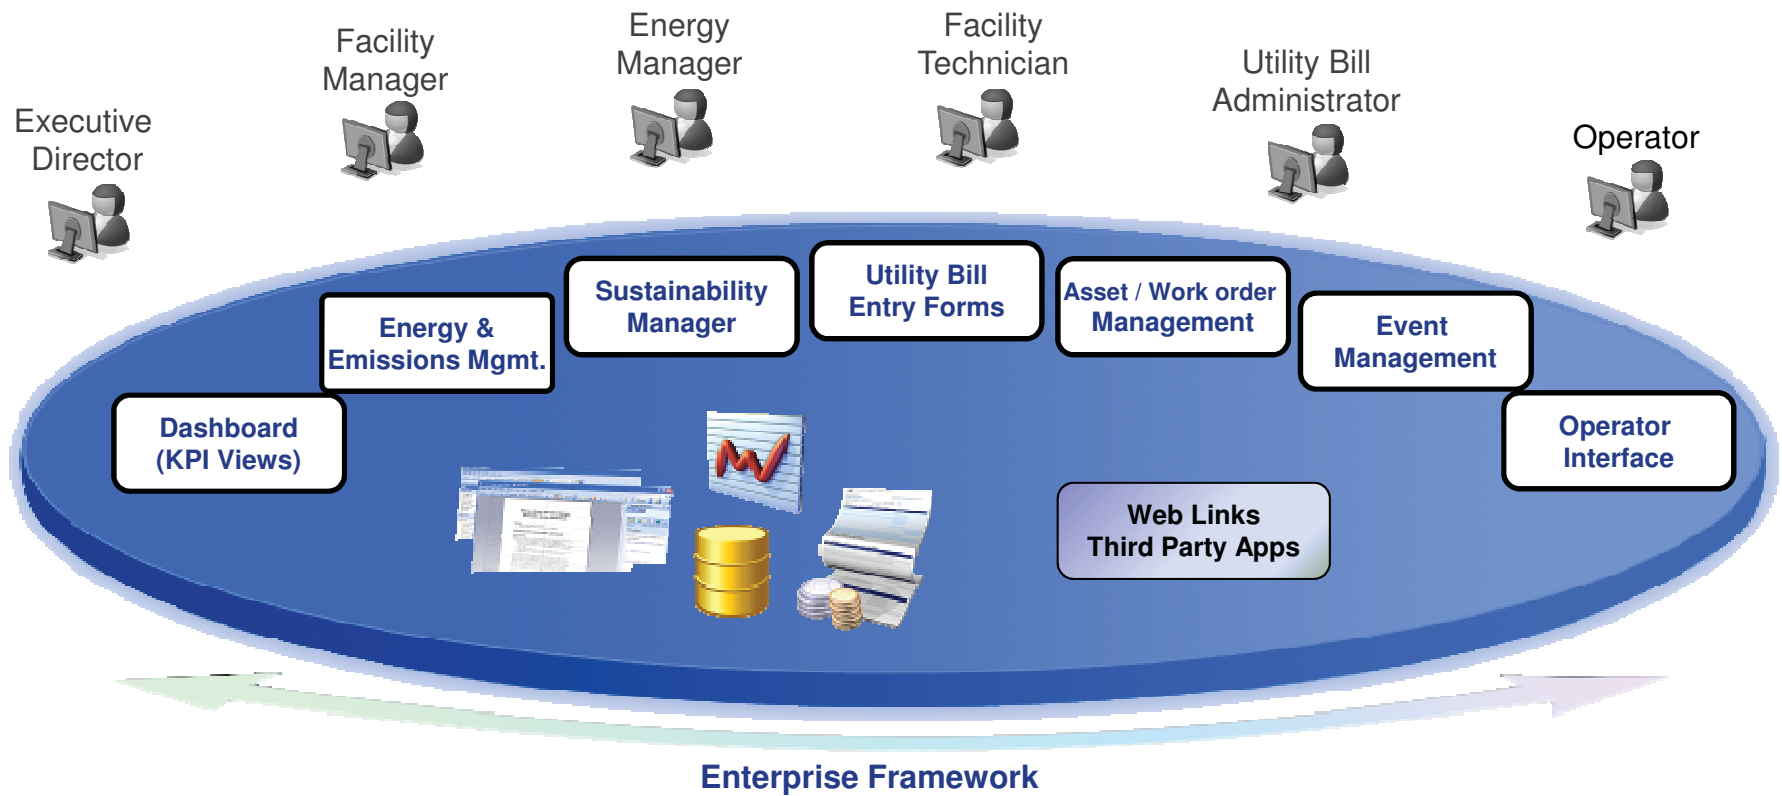 Executive
Director
Facility
Manager
Energy
Manager
Facility
Technician
Utility Bill
Administrator
Operator
Dashboard
(KPI Views)
Energy &
Emissions Mgmt.
Sustainability
Manager
Utility Bill
Entry Forms
Asset / Work order
Management
Event
Management
Operator
Interface
Web Links
Third Party Apps
Enterprise Framework